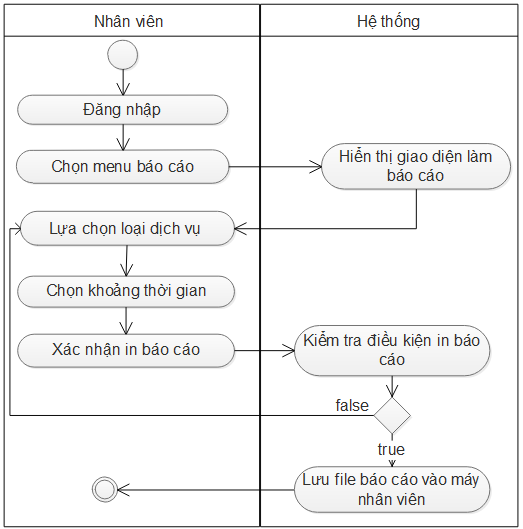 Nhân viên
Hệ thống
Đăng nhập
Chọn menu báo cáo
Hiển thị giao diện làm
báo cáo
Lựa chọn loại dịch vụ
Chọn khoảng thời gian
Xác nhận in báo cáo
Kiểm tra điều kiện in báo
cáo
false
true
Lưu file báo cáo vào máy
nhân viên